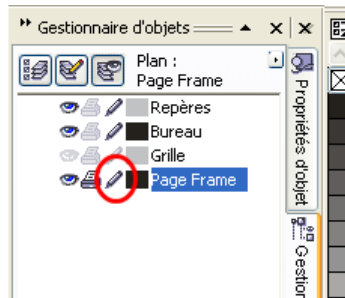 Gestionnaire d'objets
Plan :
Page Frame
Repères
Bureau
Grille
Page Frame
Propriétés d'objet
Gestion